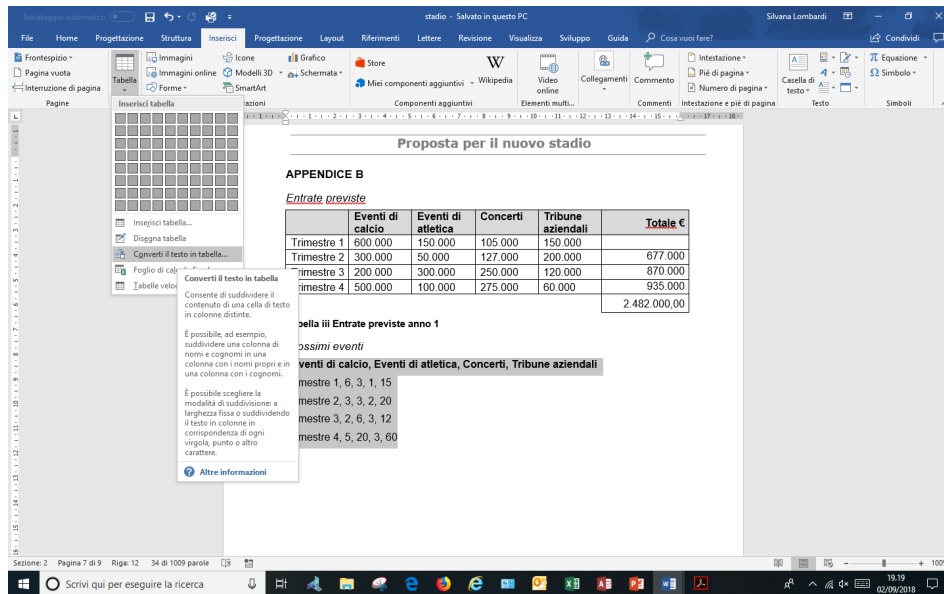 Salvataggio automatico
stadio - Salvato in questo PC
Silvana Lombardi
File Home Progettazione Struttura Inserisci Progettazione Layout Riferimenti Lettere Revisione Visualizza Sviluppo Guida Cosa vuoi fare? Condividi
Frontespizio
Pagina vuota
Interruzione di pagina
Pagine
Tabella
Immagini
Immagini online
Forme
Icone
Modelli 3D
SmartArt
Grafico
Schermata
azioni
Store
Miei componenti aggiuntivi
Wikipedia
Componenti aggiuntivi
Video online
Elementi multi...
Collegamenti
Commento
Commenti
Intestazione
Piè di pagina
Numero di pagina
Intestazione e piè di pagina
Casella di testo
Testo
Equazione
Simbolo
Simboli
Inserisci tabella
Inserisci tabella...
Disegna tabella
Converti il testo in tabella...
Foglio di cal
Tabelle veloc
Converti il testo in tabella
Consente di suddividere il
contenuto di una cella di testo
in colonne distinte.
È possibile, ad esempio,
suddividere una colonna di
nomi e cognomi in una
colonna con i nomi propri e in
una colonna con i cognomi.
È possibile scegliere la
modalità di suddivisione: a
larghezza fissa o suddividendo
il testo in colonne in
corrispondenza di ogni
virgola, punto o altro
carattere.
Altre informazioni
Proposta per il nuovo stadio
APPENDICE B
Entrate previste
Eventi di calcio Eventi di atletica Concerti Tribune aziendali Totale €
Trimestre 1 600.000 150.000 105.000 150.000
Trimestre 2 300.000 50.000 127.000 200.000 677.000
Trimestre 3 200.000 300.000 250.000 120.000 870.000
Trimestre 4 500.000 100.000 275.000 60.000 935.000
2.482.000,00
bella iii Entrate previste anno 1
ossimi eventi
venti di calcio, Eventi di atletica, Concerti, Tribune aziendali
mestre 1, 6, 3, 1, 15
mestre 2, 3, 3, 2, 20
mestre 3, 2, 6, 3, 12
mestre 4, 5, 20, 3, 60
Sezione: 2 Pagina 7 di 9 Riga: 12 34 di 1009 parole
100%
Scrivi qui per eseguire la ricerca
19.19
02/09/2018